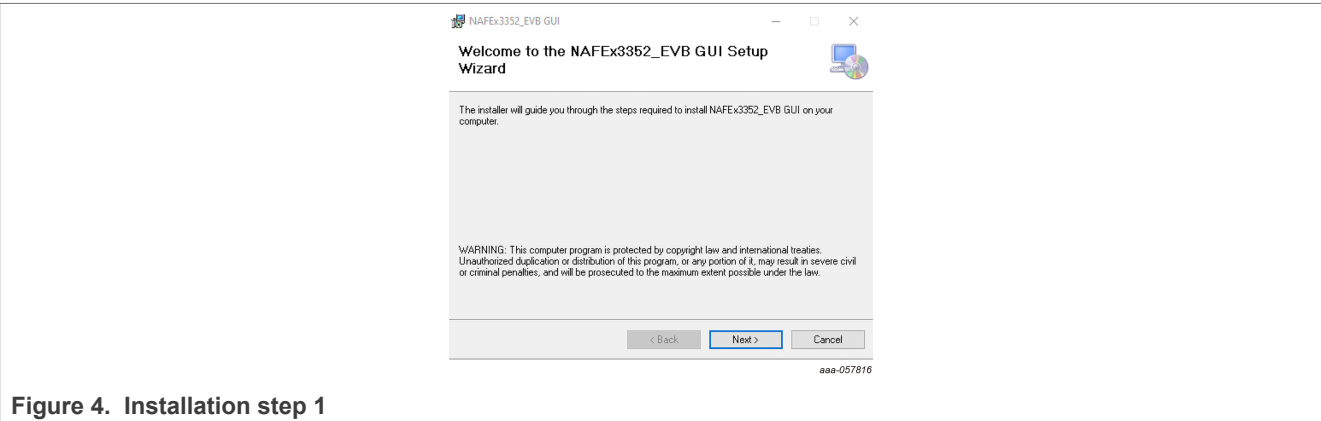 NAFEx3352_EVB GUI
Welcome to the NAFEx3352_EVB GUI Setup
Wizard
The installer will guide you through the steps required to install NAFEx3352_EVB GUI on your
computer.
WARNING: This computer program is protected by copyright law and international treaties.
Unauthorized duplication or distribution of this program, or any portion of it, may result in severe civil
or criminal penalties, and will be prosecuted to the maximum extent possible under the law.
< Back Next > Cancel
aaa-057816
Figure 4. Installation step 1